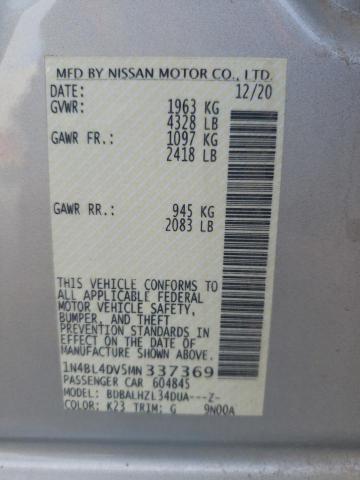 MFD BY NISSAN MOTOR CO., LTD.
DATE: 12/20
GVWR: 1963 KG
4328 LB
GAWR FR.: 1097 KG
2418 LB
GAWR RR.: 945 KG
2083 LB
THIS VEHICLE CONFORMS TO
ALL APPLICABLE FEDERAL
MOTOR VEHICLE SAFETY,
BUMPER, AND THEFT
PREVENTION STANDARDS IN
EFFECT ON THE DATE OF
MANUFACTURE SHOWN ABOVE.
1N4BL4DV5MN337369
PASSENGER CAR 604845
MODEL: BDBALHZL34DUA---Z-
COLOR: K23 TRIM: G 9N00A